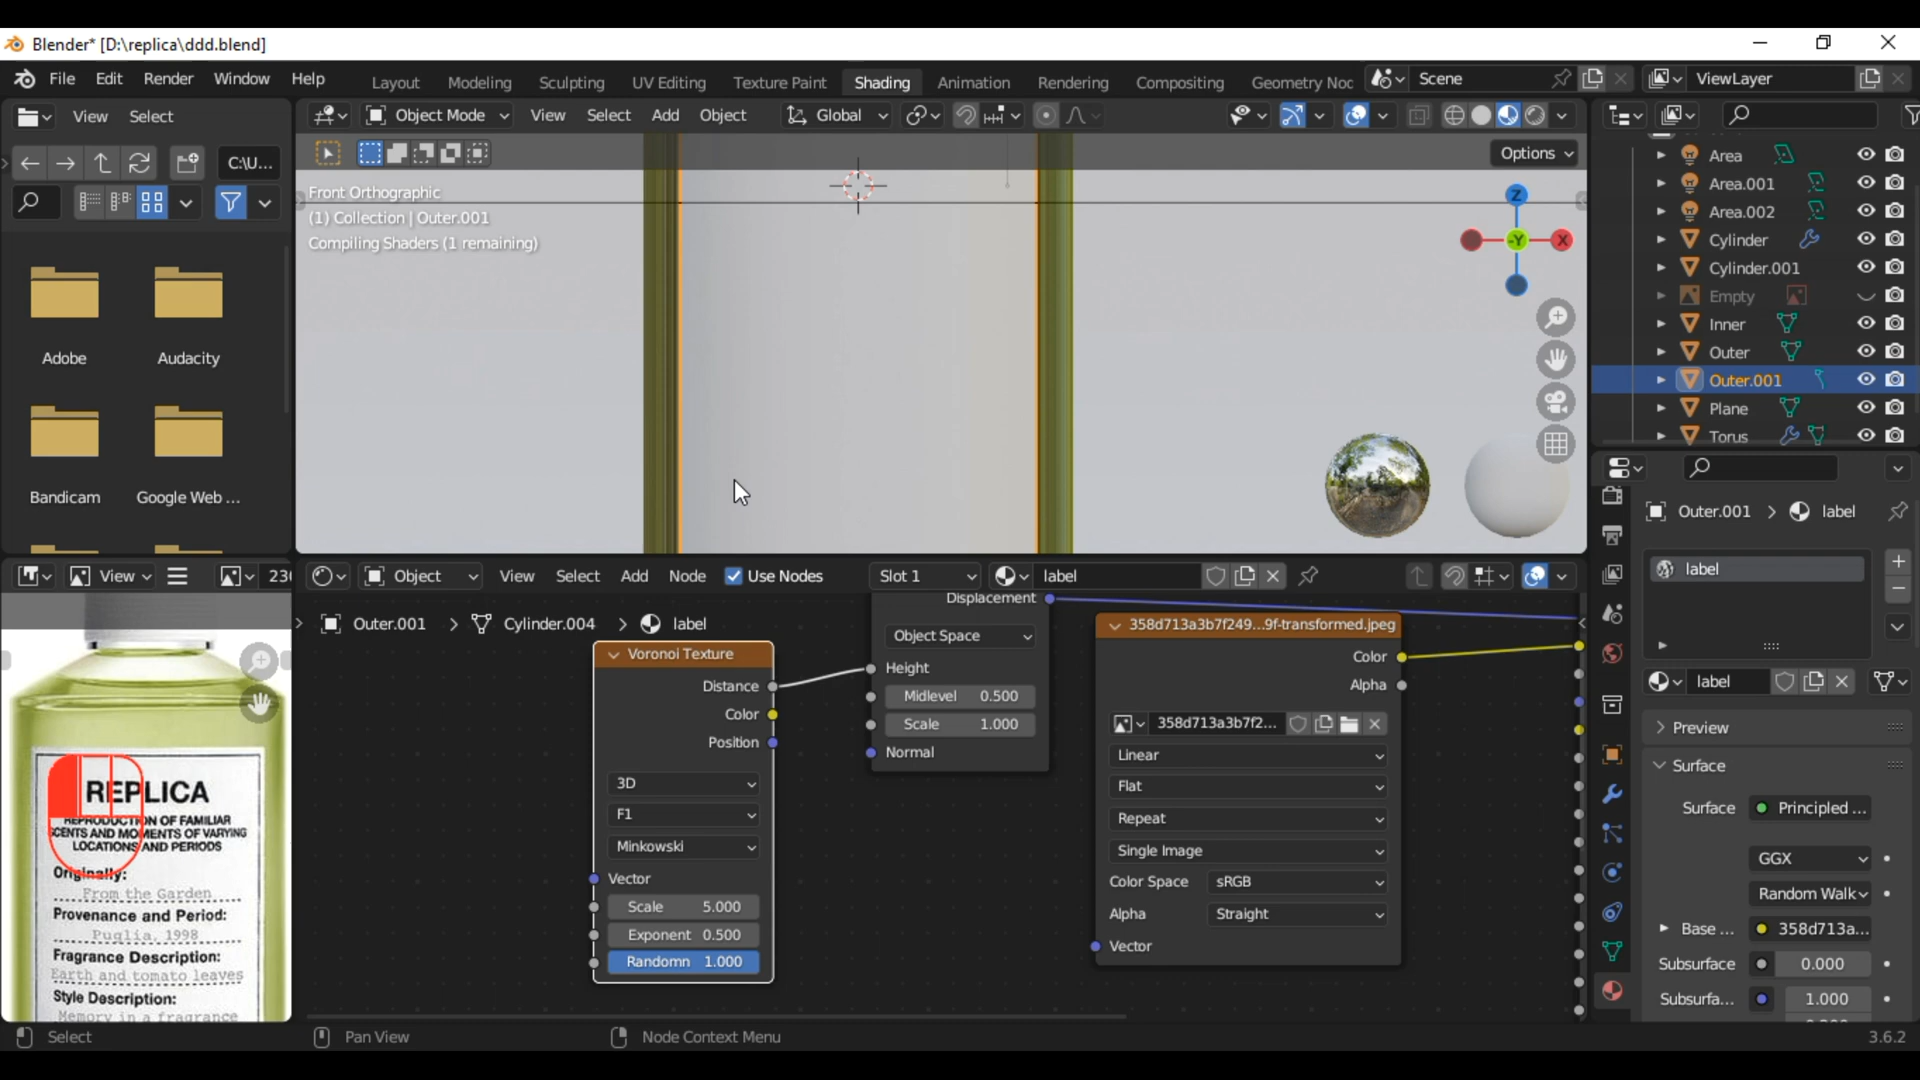 Blender* [D:\replica\ddd.blend]
File Edit Render Window Help
Layout Modeling Sculpting UV Editing Texture Paint Shading Animation Rendering Compositing Geometry Noc
Scene
ViewLayer
View Select
Object Mode View Select Add Object Global
C:\U...
Options
Front Orthographic
(1) Collection | Outer.001
Compiling Shaders (1 remaining)
Z
-Y
X
Adobe
Audacity
Bandicam
Google Web ...
Area
Area.001
Area.002
Cylinder
Cylinder.001
Empty
Inner
Outer
Outer.001
Plane
Torus
Outer.001 > label
label
label
Preview
Surface
Surface Principled ...
GGX
Random Walk
Base ... 358d713a...
Subsurface 0.000
Subsurfa... 1.000
View
Object View Select Add Node Use Nodes Slot 1 label
Outer.001 > Cylinder.004 > label
Voronoi Texture
Distance
Color
Position
3D
F1
Minkowski
Vector
Scale 5.000
Exponent 0.500
Randomn 1.000
Displacement
Object Space
Height
Midlevel 0.500
Scale 1.000
Normal
358d713a3b7f249...9f-transformed.jpeg
Color
Alpha
358d713a3b7f2...
Linear
Flat
Repeat
Single Image
Color Space sRGB
Alpha Straight
Vector
REPLICA
REPRODUCTION OF FAMILIAR
SCENTS AND MOMENTS OF VARYING
LOCATIONS AND PERIODS
Originally:
From the Garden
Provenance and Period:
Puglia, 1998
Fragrance Description:
Earth and tomato leaves
Style Description:
Memory in a fragrance
Select
Pan View
Node Context Menu
3.6.2